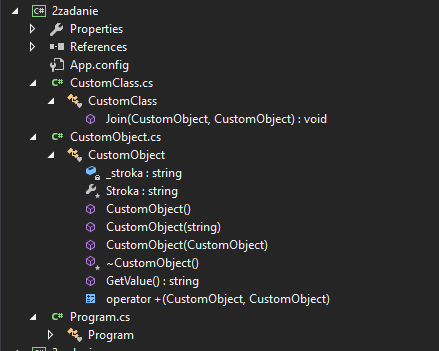 C# 2zadanie
Properties
References
App.config
C# CustomClass.cs
CustomClass
Join(CustomObject, CustomObject) : void
C# CustomObject.cs
CustomObject
_stroka : string
Stroka : string
CustomObject()
CustomObject(string)
CustomObject(CustomObject)
~CustomObject()
GetValue() : string
operator +(CustomObject, CustomObject)
C# Program.cs
Program